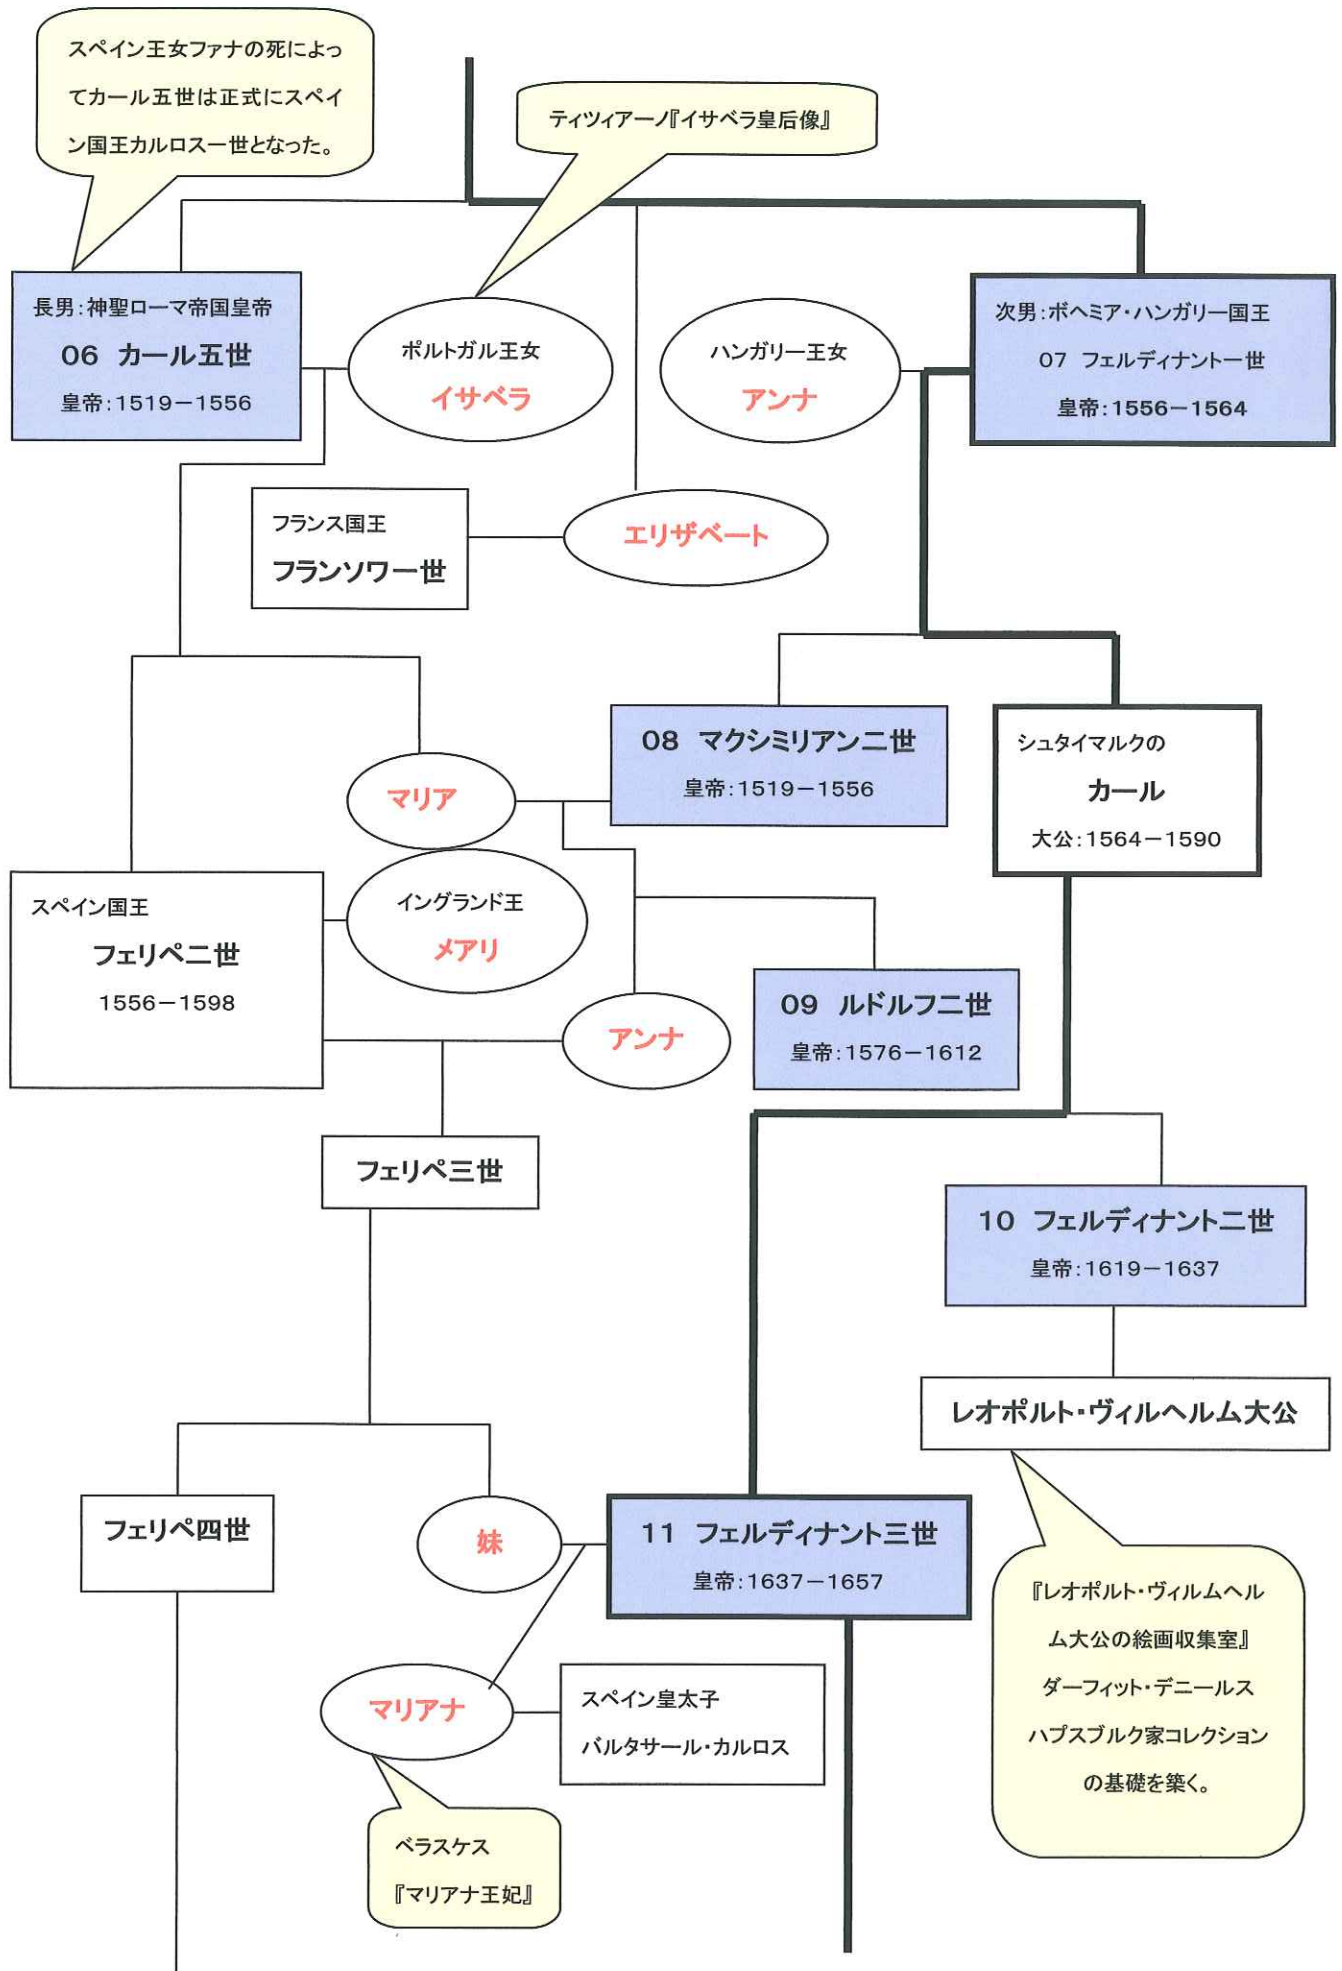 スペイン王女ファナの死によっ
てカール五世は正式にスペイ
ン国王カルロス一世となった。
ティツィアーノ『イサベラ皇后像』
長男：神聖ローマ帝国皇帝
06 カール五世
皇帝：1519－1556
ポルトガル王女
イサベラ
ハンガリー王女
アンナ
次男：ボヘミア・ハンガリー国王
07 フェルディナント一世
皇帝：1556－1564
フランス国王
フランソワ一世
エリザベート
マリア
08 マクシミリアン二世
皇帝：1519－1556
シュタイマルクの
カール
大公：1564－1590
スペイン国王
フェリペ二世
1556－1598
イングランド王
メアリ
アンナ
09 ルドルフ二世
皇帝：1576－1612
フェリペ三世
10 フェルディナント二世
皇帝：1619－1637
レオポルト・ヴィルヘルム大公
フェリペ四世
妹
11 フェルディナント三世
皇帝：1637－1657
『レオポルト・ヴィルムヘル
ム大公の絵画収集室』
ダーフィット・デニールス
ハプスブルク家コレクション
の基礎を築く。
マリアナ
スペイン皇太子
バルタサール・カルロス
ベラスケス
『マリアナ王妃』